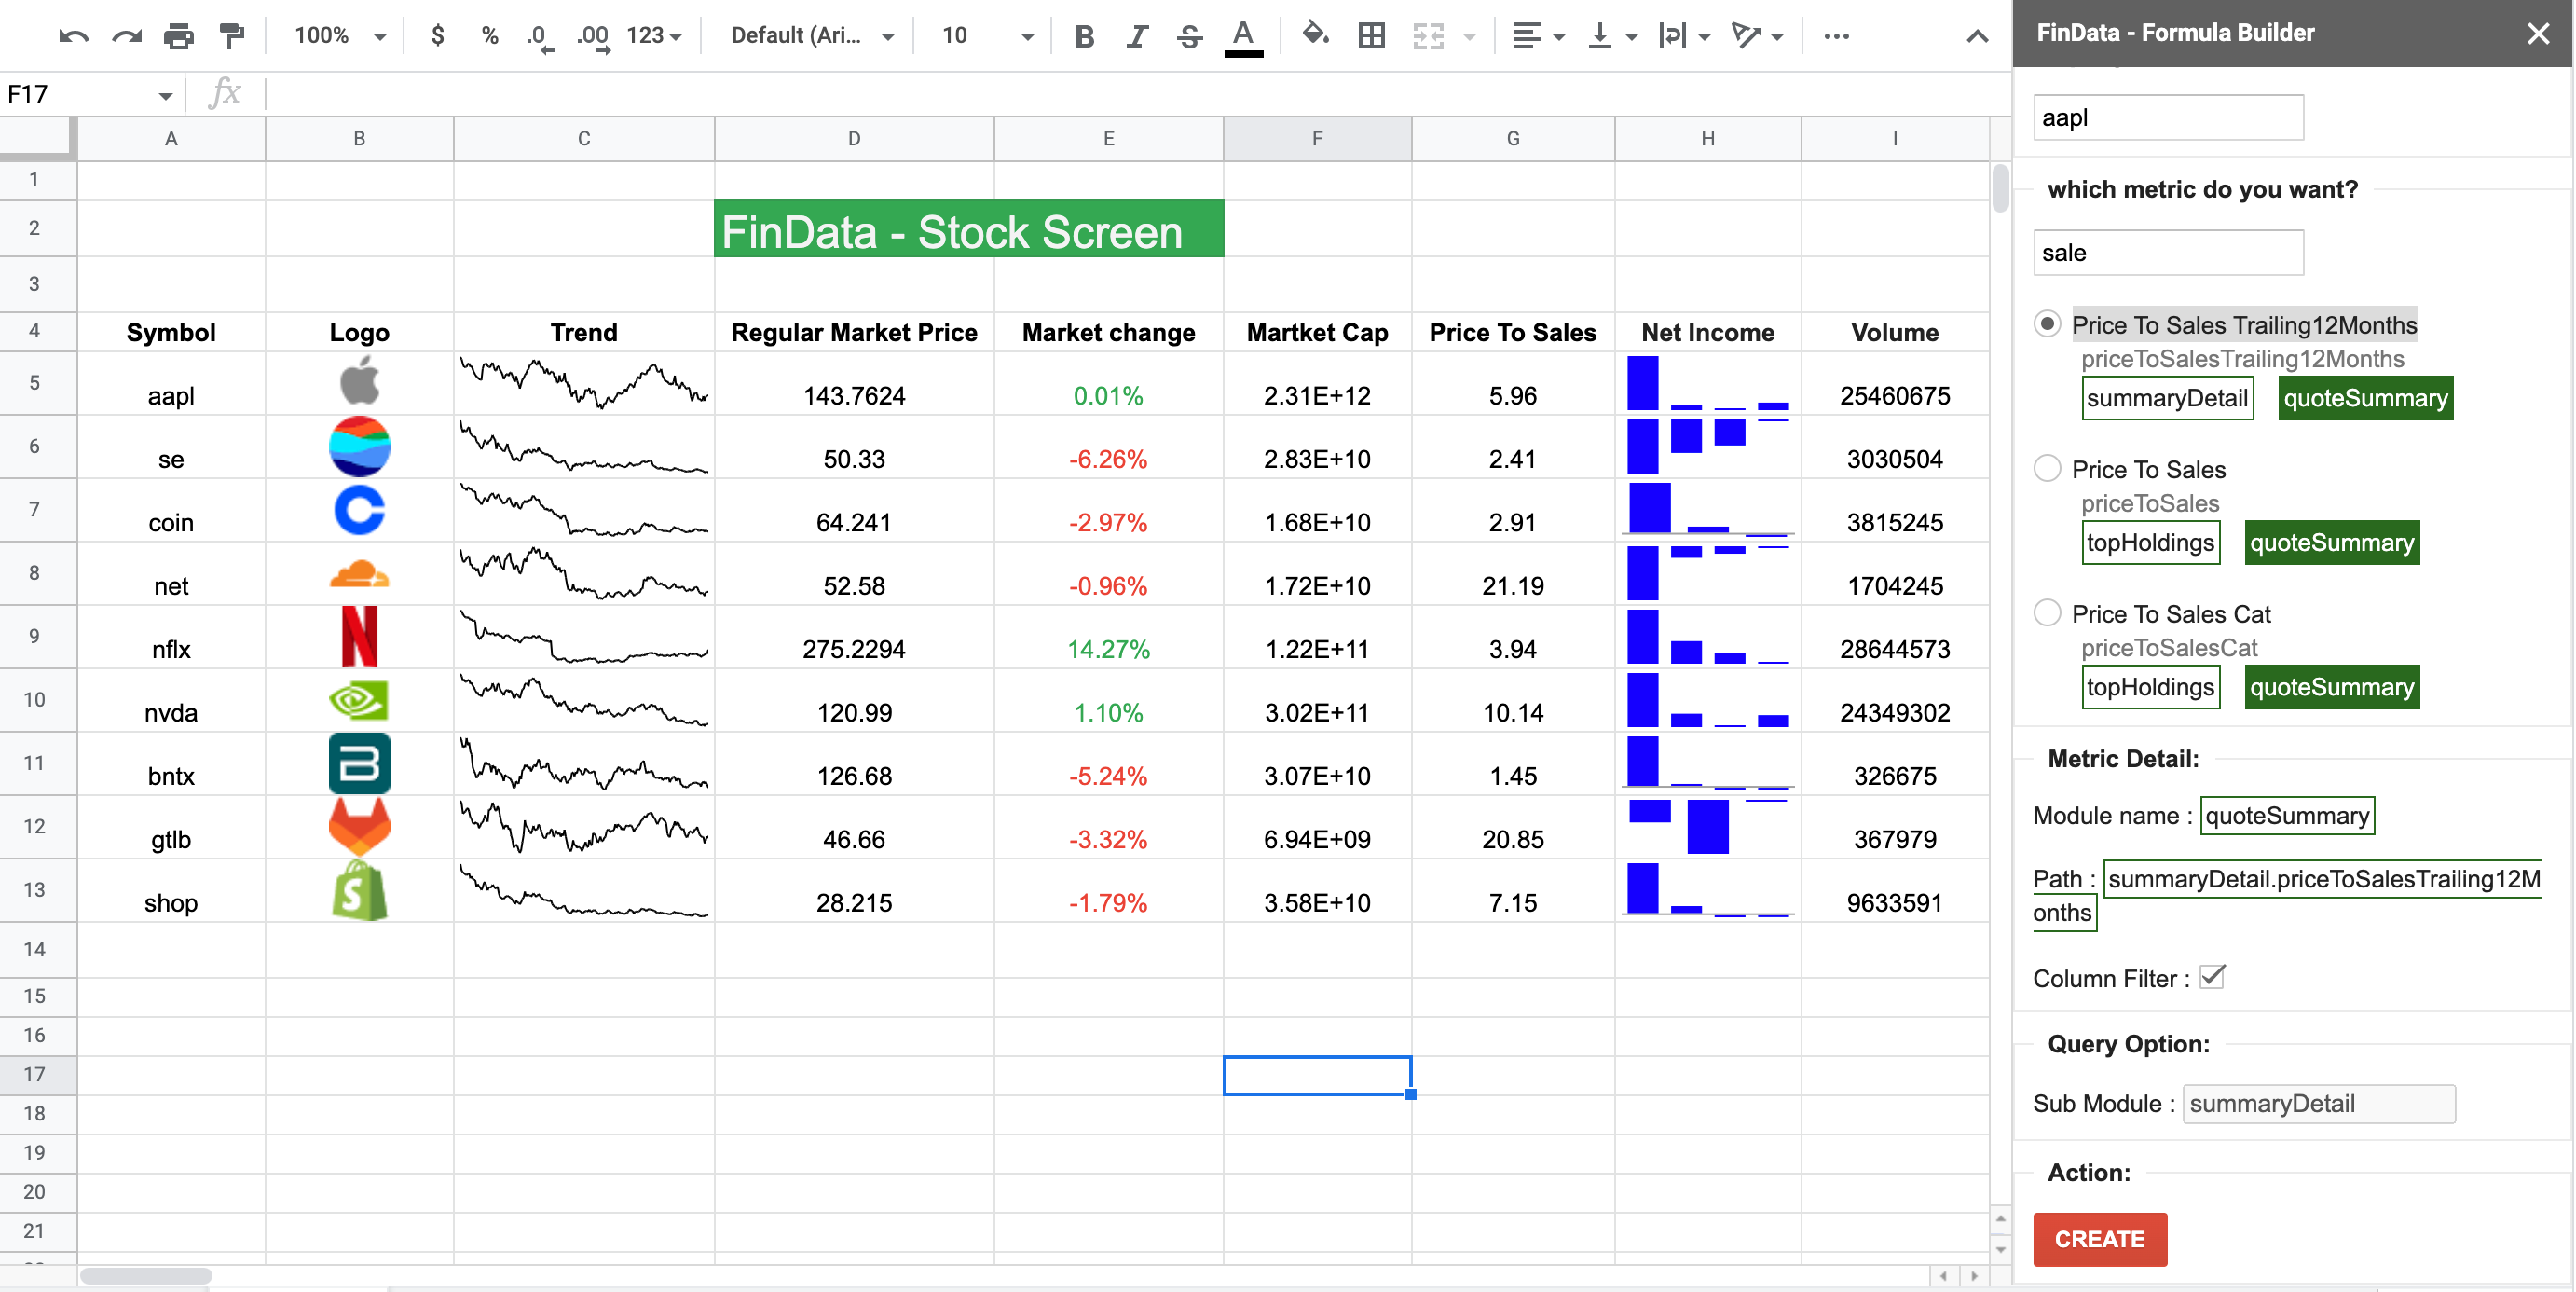 100%
$ % .0 .00 123
Default (Ari...
10
B I S A
F17
fx
A B C D E F G H I
1
2 FinData - Stock Screen
3
4 Symbol Logo Trend Regular Market Price Market change Martket Cap Price To Sales Net Income Volume
5 aapl 143.7624 0.01% 2.31E+12 5.96 25460675
6 se 50.33 -6.26% 2.83E+10 2.41 3030504
7 coin 64.241 -2.97% 1.68E+10 2.91 3815245
8 net 52.58 -0.96% 1.72E+10 21.19 1704245
9 nflx N 275.2294 14.27% 1.22E+11 3.94 28644573
10 nvda 120.99 1.10% 3.02E+11 10.14 24349302
11 bntx B 126.68 -5.24% 3.07E+10 1.45 326675
12 gtlb 46.66 -3.32% 6.94E+09 20.85 367979
13 shop S 28.215 -1.79% 3.58E+10 7.15 9633591
14
15
16
17
18
19
20
21
FinData - Formula Builder
aapl
which metric do you want?
sale
Price To Sales Trailing12Months
priceToSalesTrailing12Months
summaryDetail quoteSummary
Price To Sales
priceToSales
topHoldings quoteSummary
Price To Sales Cat
priceToSalesCat
topHoldings quoteSummary
Metric Detail:
Module name : quoteSummary
Path : summaryDetail.priceToSalesTrailing12M
onths
Column Filter :
Query Option:
Sub Module : summaryDetail
Action:
CREATE